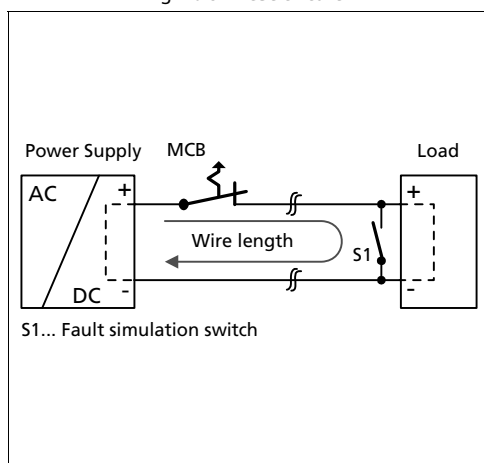 Power Supply MCB Load
AC + +
Wire length
S1
DC - -
S1... Fault simulation switch